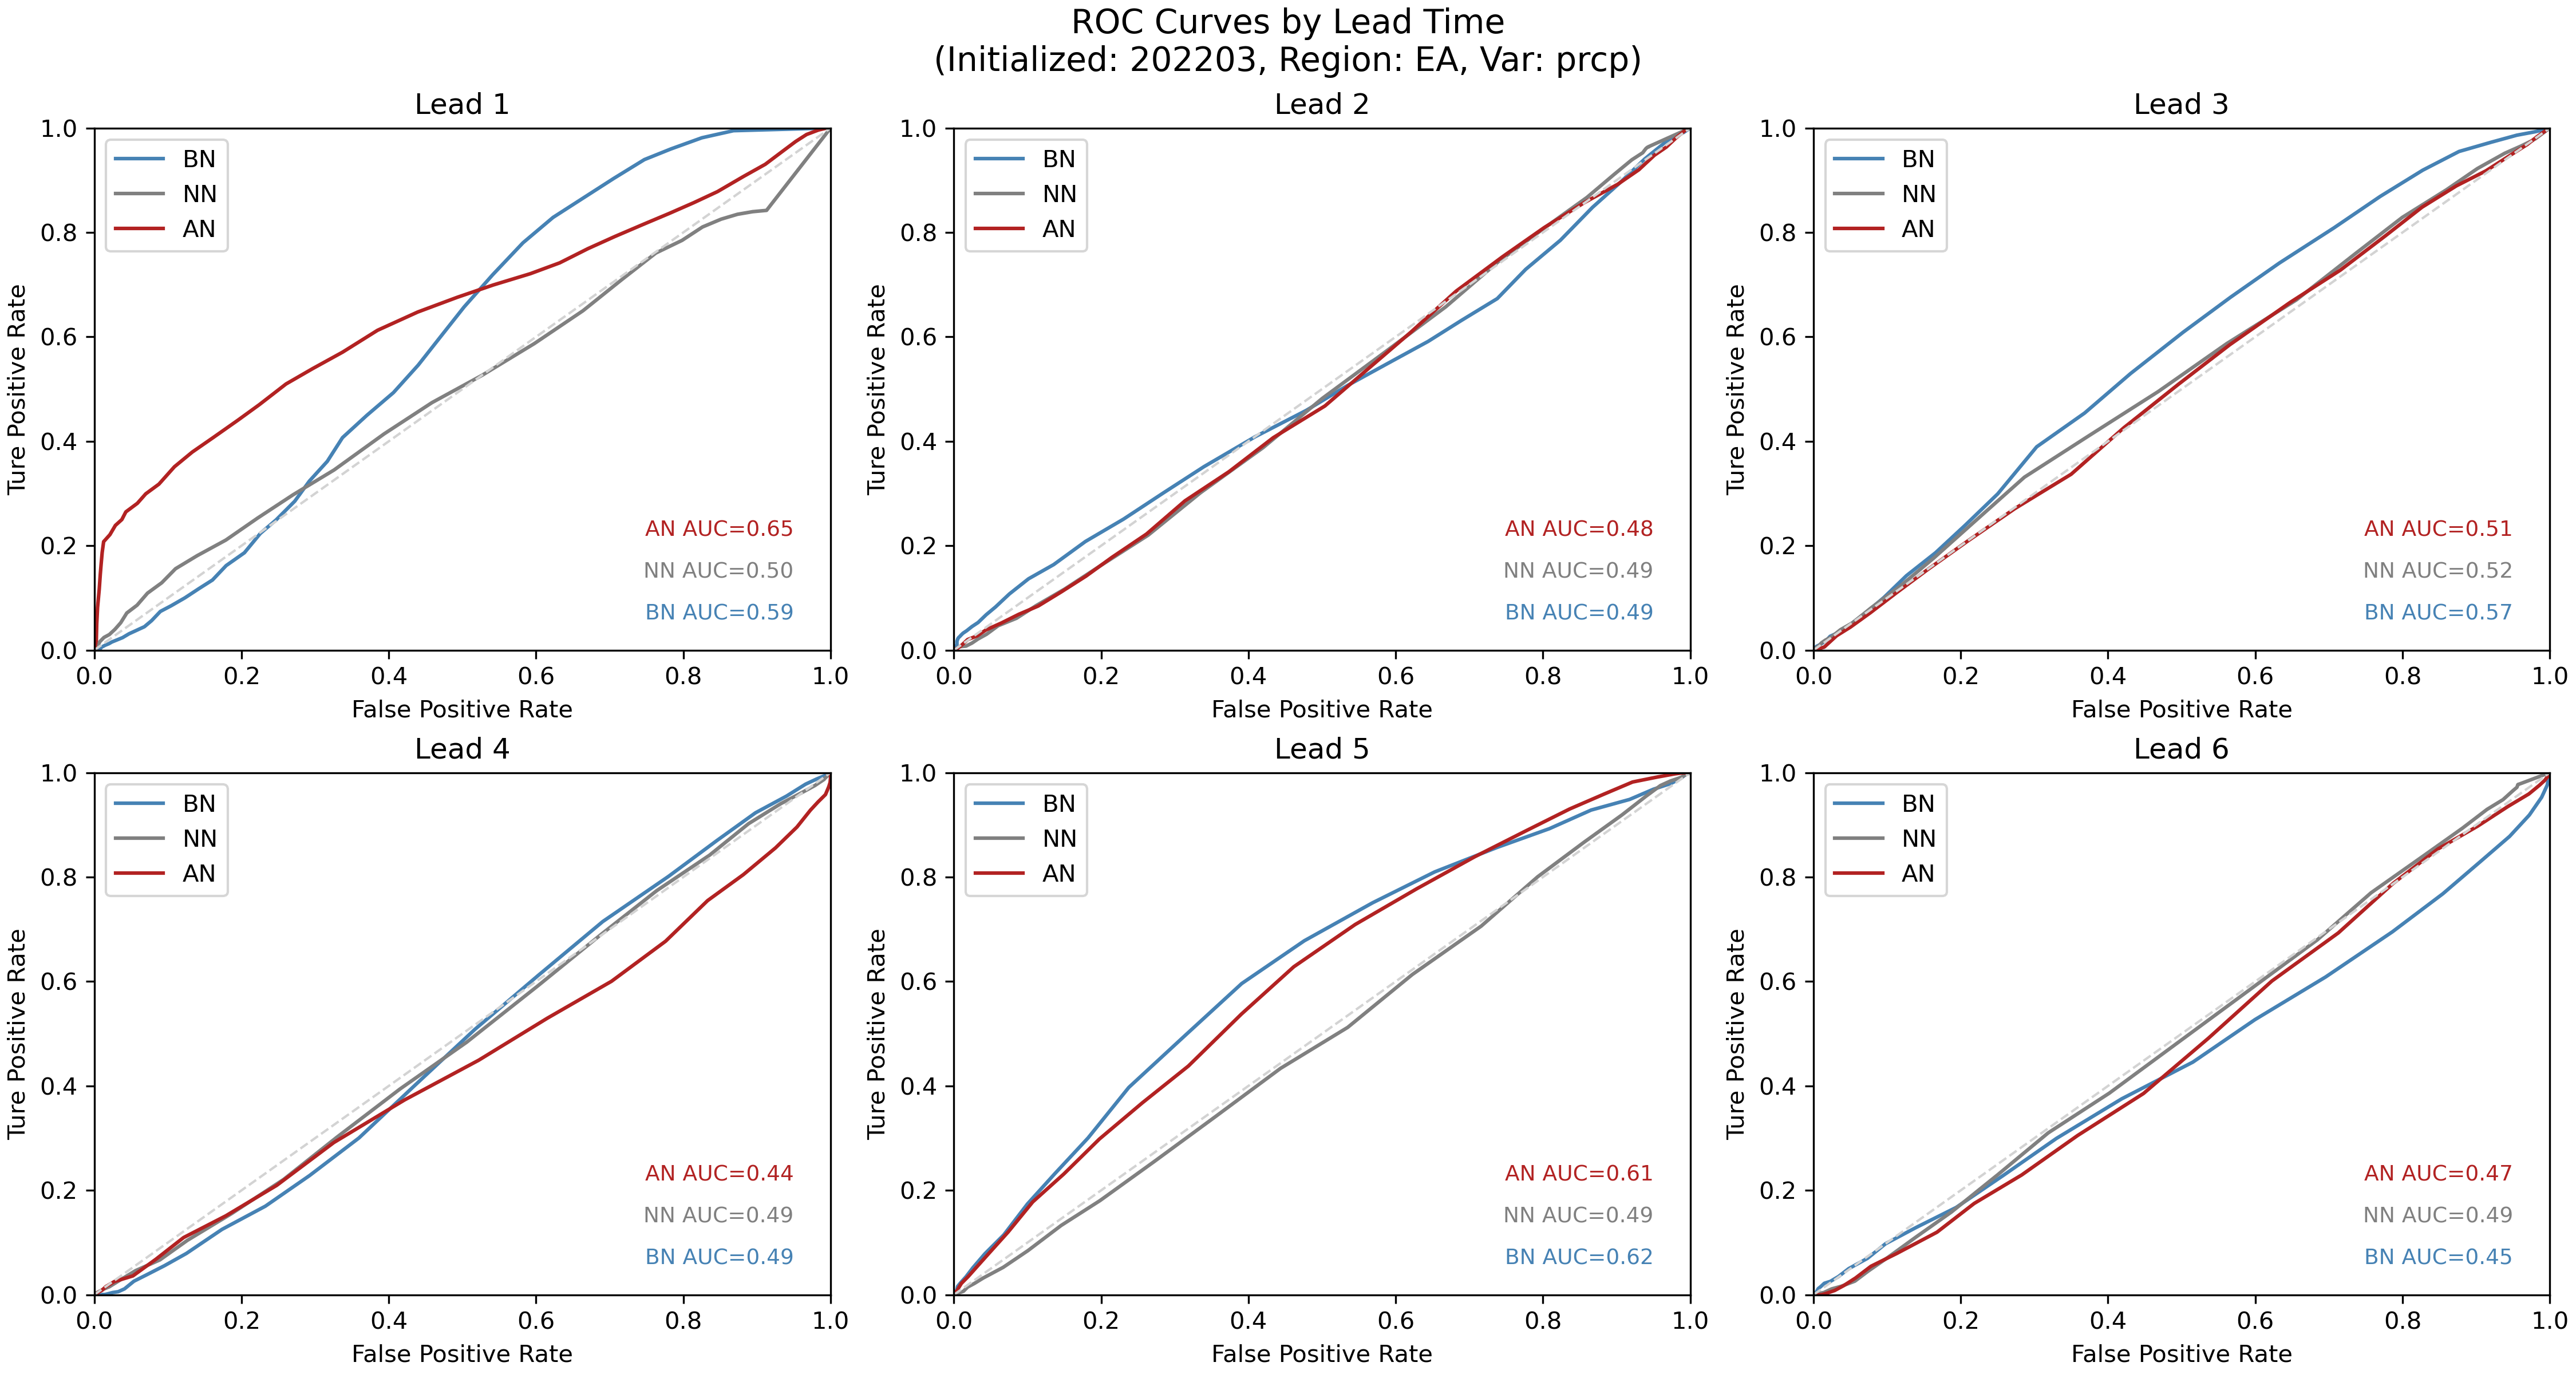 ROC Curves by Lead Time
(Initialized: 202203, Region: EA, Var: prcp)
Lead 1
1.0
0.8
0.6
0.4
0.2
0.0
Ture Positive Rate
BN
NN
AN
AN AUC=0.65
NN AUC=0.50
BN AUC=0.59
0.0 0.2 0.4 0.6 0.8 1.0
False Positive Rate
Lead 2
1.0
0.8
0.6
0.4
0.2
0.0
Ture Positive Rate
BN
NN
AN
AN AUC=0.48
NN AUC=0.49
BN AUC=0.49
0.0 0.2 0.4 0.6 0.8 1.0
False Positive Rate
Lead 3
1.0
0.8
0.6
0.4
0.2
0.0
Ture Positive Rate
BN
NN
AN
AN AUC=0.51
NN AUC=0.52
BN AUC=0.57
0.0 0.2 0.4 0.6 0.8 1.0
False Positive Rate
Lead 4
1.0
0.8
0.6
0.4
0.2
0.0
Ture Positive Rate
BN
NN
AN
AN AUC=0.44
NN AUC=0.49
BN AUC=0.49
0.0 0.2 0.4 0.6 0.8 1.0
False Positive Rate
Lead 5
1.0
0.8
0.6
0.4
0.2
0.0
Ture Positive Rate
BN
NN
AN
AN AUC=0.61
NN AUC=0.49
BN AUC=0.62
0.0 0.2 0.4 0.6 0.8 1.0
False Positive Rate
Lead 6
1.0
0.8
0.6
0.4
0.2
0.0
Ture Positive Rate
BN
NN
AN
AN AUC=0.47
NN AUC=0.49
BN AUC=0.45
0.0 0.2 0.4 0.6 0.8 1.0
False Positive Rate